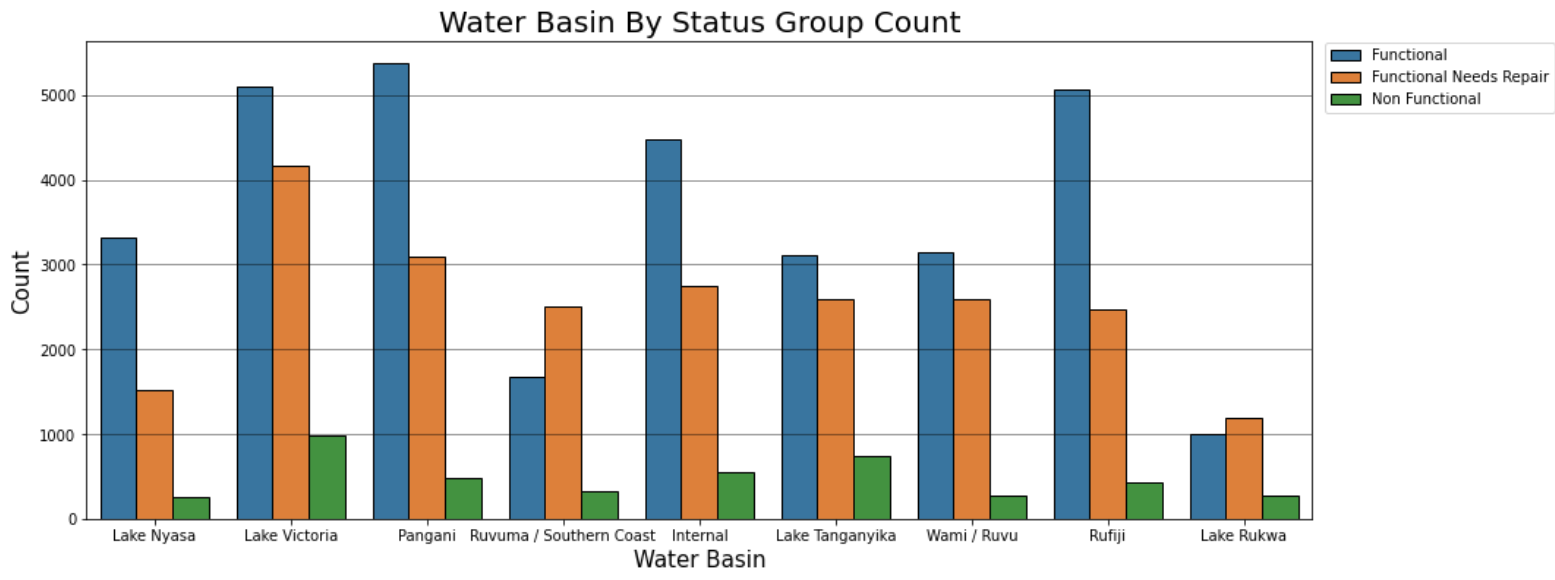 Water Basin By Status Group Count
Functional
Functional Needs Repair
Non Functional
Count
5000
4000
3000
2000
1000
0
Lake Nyasa Lake Victoria Pangani Ruvuma / Southern Coast Internal Lake Tanganyika Wami / Ruvu Rufiji Lake Rukwa
Water Basin